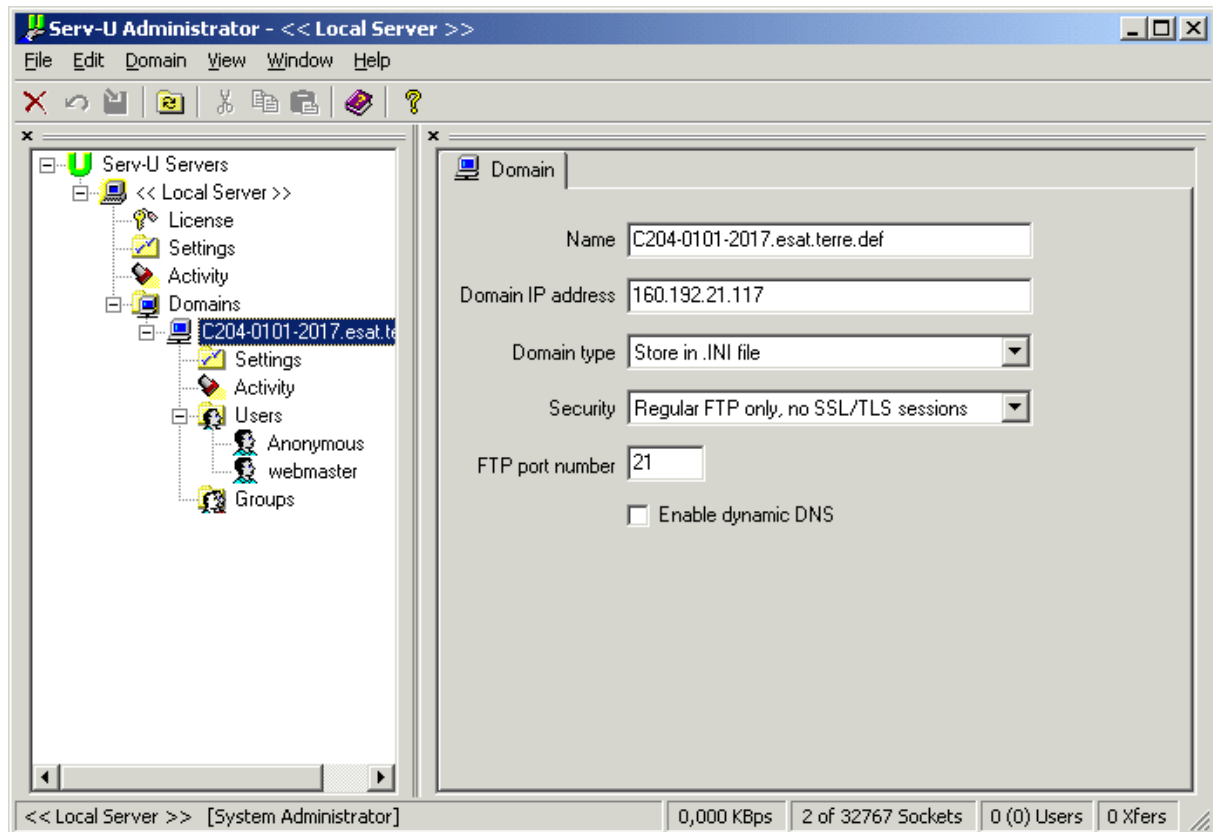 Serv-U Administrator - << Local Server >>
File Edit Domain View Window Help
Serv-U Servers
<< Local Server >>
License
Settings
Activity
Domains
C204-0101-2017.esat.te
Settings
Activity
Users
Anonymous
webmaster
Groups
Domain
Name C204-0101-2017.esat.terre.def
Domain IP address 160.192.21.117
Domain type Store in .INI file
Security Regular FTP only, no SSL/TLS sessions
FTP port number 21
Enable dynamic DNS
<< Local Server >> [System Administrator] 0,000 KBps 2 of 32767 Sockets 0 (0) Users 0 Xfers